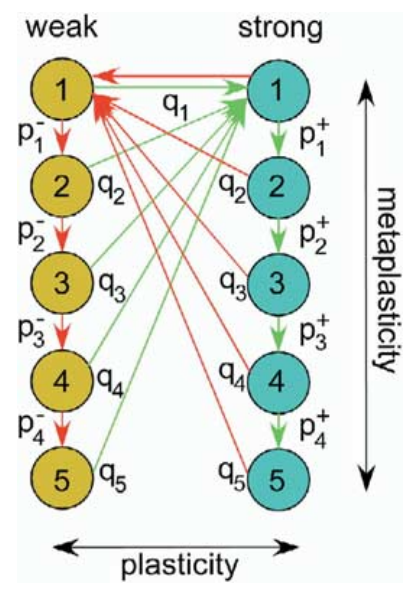 weak strong
1 1
q₁
p₁⁻ p₁⁺
2 q₂ q₂ 2
p₂⁻ p₂⁺
3 q₃ q₃ 3
p₃⁻ p₃⁺
4 q₄ q₄ 4
p₄⁻ p₄⁺
5 q₅ q₅ 5
metaplasticity
plasticity